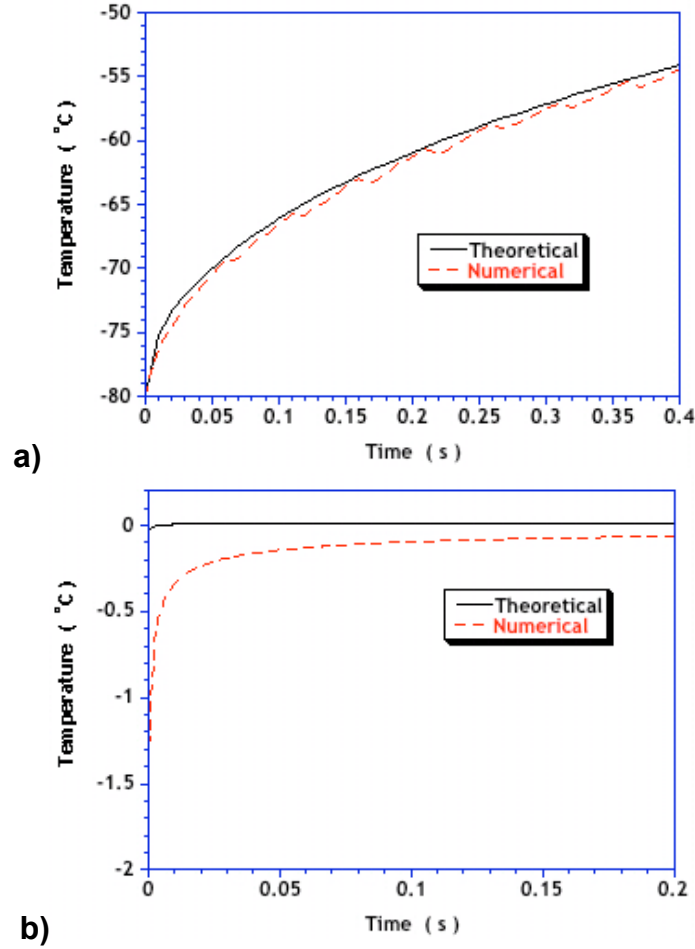 -50
-55
-60
-65
-70
-75
-80
Temperature ( °C)
Theoretical
Numerical
0 0.05 0.1 0.15 0.2 0.25 0.3 0.35 0.4
Time (s)
a)
0
-0.5
-1
-1.5
-2
Temperature ( °C)
Theoretical
Numerical
0 0.05 0.1 0.15 0.2
Time (s)
b)